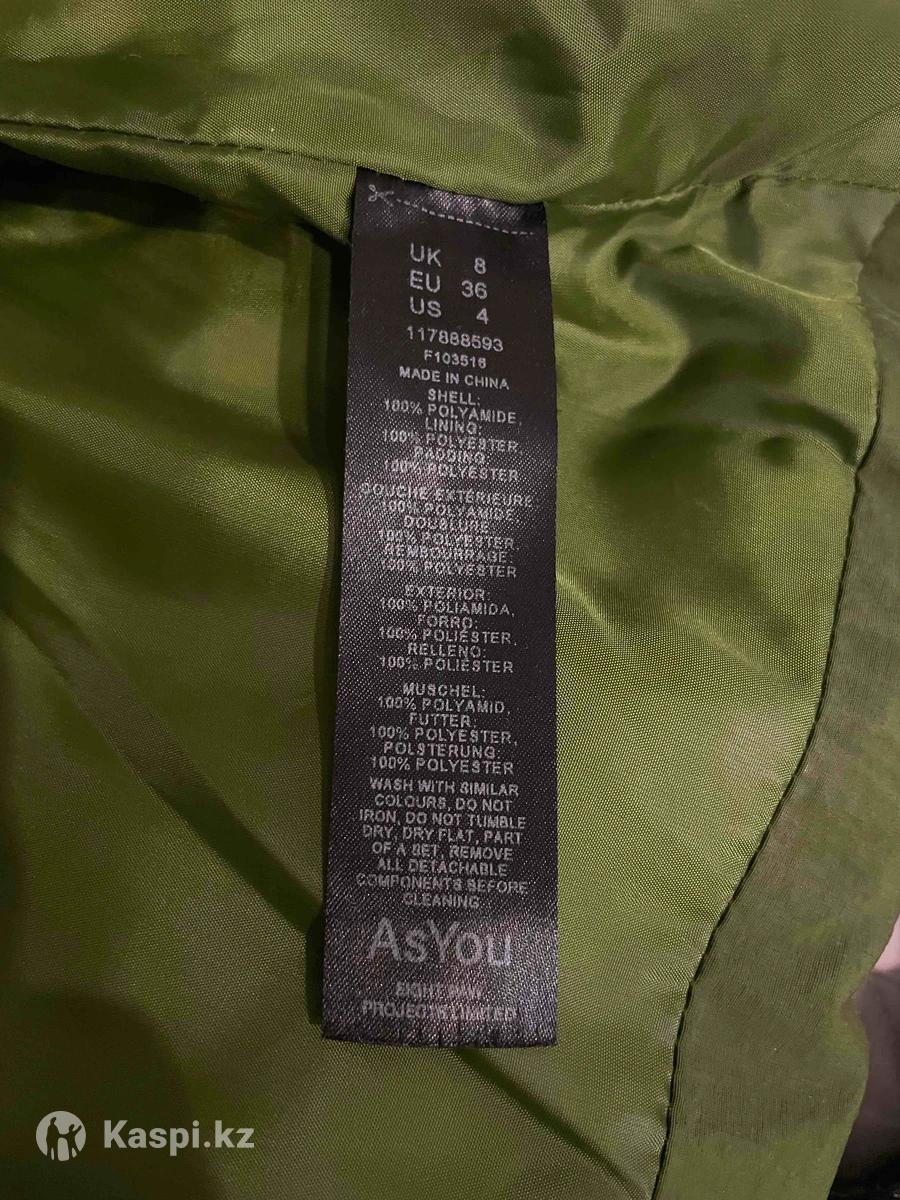 UK 8
EU 36
US 4
117888593
F103516
MADE IN CHINA
SHELL:
100% POLYAMIDE,
LINING:
100% POLYESTER,
PADDING:
100% POLYESTER
COUCHE EXTÉRIEURE:
100% POLYAMIDE,
DOUBLURE:
100% POLYESTER,
REMBOURRAGE:
100% POLYESTER
EXTERIOR:
100% POLIAMIDA,
FORRO:
100% POLIÉSTER,
RELLENO:
100% POLIÉSTER
MUSCHEL:
100% POLYAMID,
FUTTER:
100% POLYESTER,
POLSTERUNG:
100% POLYESTER
WASH WITH SIMILAR
COLOURS, DO NOT
IRON, DO NOT TUMBLE
DRY, DRY FLAT, PART
OF A SET, REMOVE
ALL DETACHABLE
COMPONENTS BEFORE
CLEANING
AsYou
EIGHT
PROJECTS LIMITED
Kaspi.kz